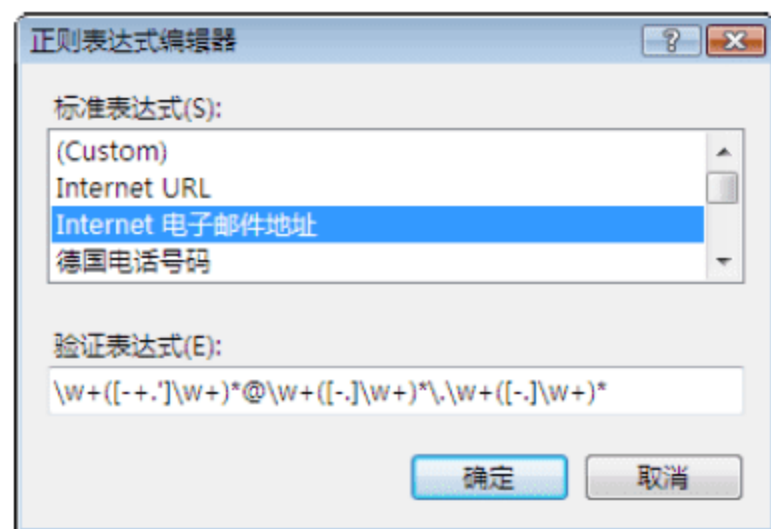 正则表达式编辑器
标准表达式(S):
(Custom)
Internet URL
Internet 电子邮件地址
德国电话号码
验证表达式(E):
\w+([-+.']\w+)*@\w+([-.]\w+)*\.\w+([-.]\w+)*
确定 取消